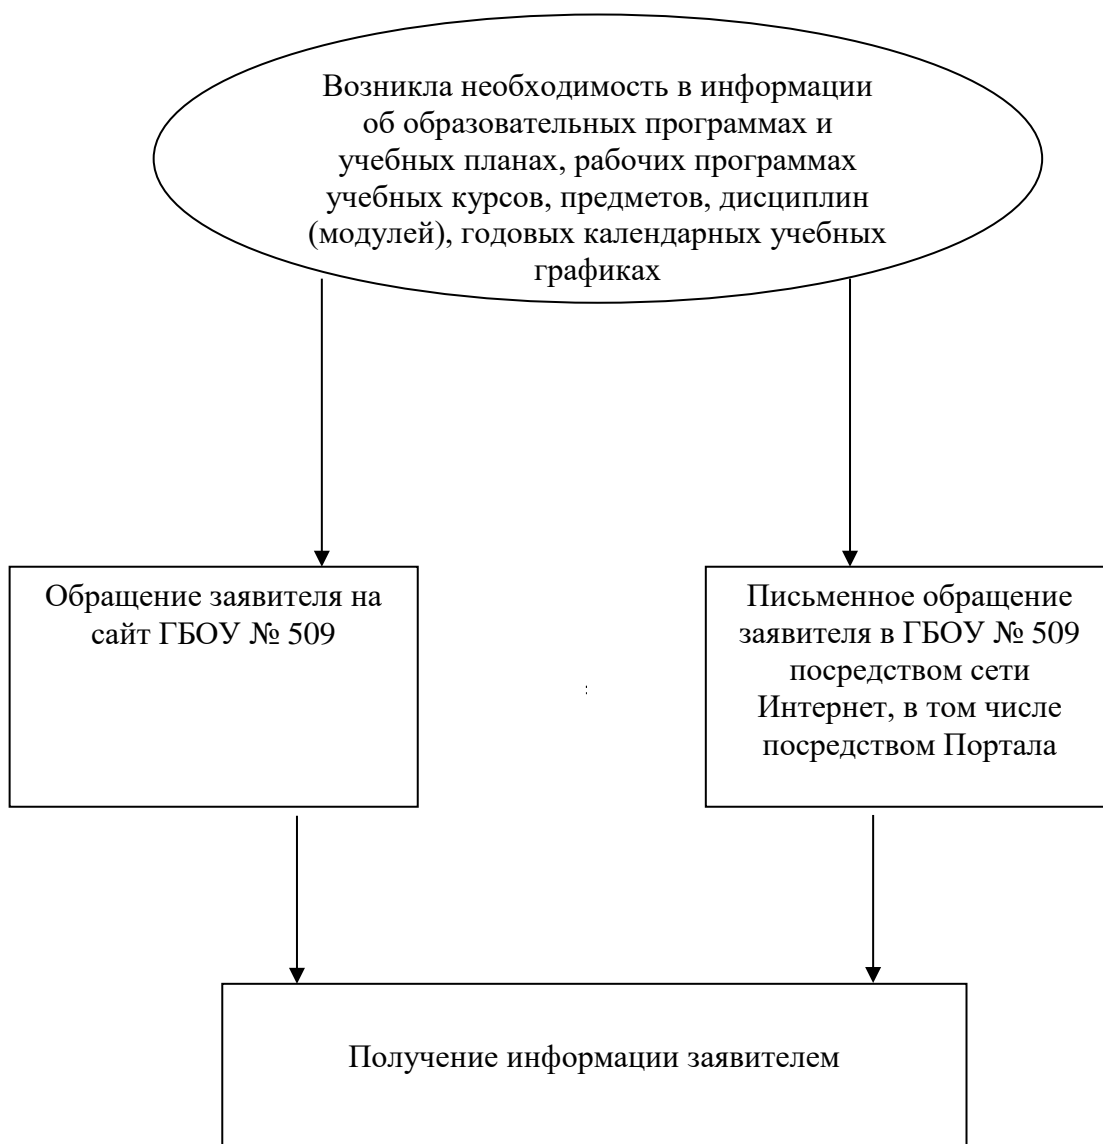 Возникла необходимость в информации
об образовательных программах и
учебных планах, рабочих программах
учебных курсов, предметов, дисциплин
(модулей), годовых календарных учебных
графиках
Обращение заявителя на
сайт ГБОУ № 509
Письменное обращение
заявителя в ГБОУ № 509
посредством сети
Интернет, в том числе
посредством Портала
Получение информации заявителем